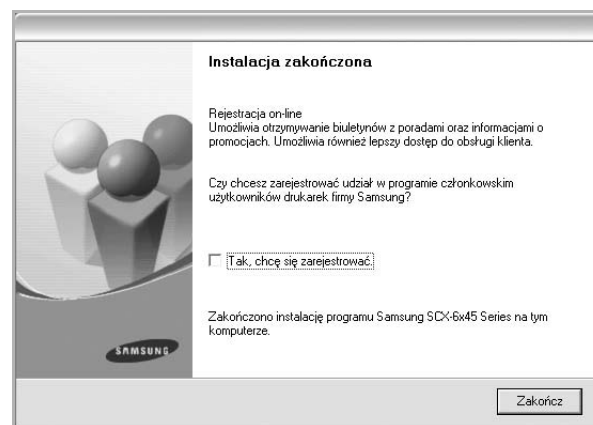 Instalacja zakończona
Rejestracja on-line
Umożliwia otrzymywanie biuletynów z poradami oraz informacjami o
promocjach. Umożliwia również lepszy dostęp do obsługi klienta.
Czy chcesz zarejestrować udział w programie członkowskim
użytkowników drukarek firmy Samsung?
Tak, chcę się zarejestrować.
Zakończono instalację programu Samsung SCX-6x45 Series na tym
komputerze.
SAMSUNG
Zakończ